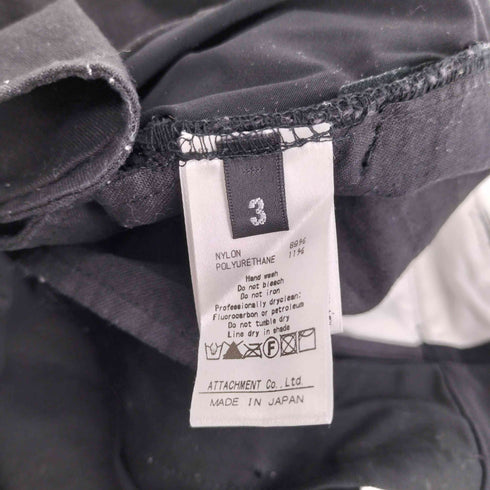 3
NYLON 89%
POLYURETHANE 11%
Hand wash
Do not bleach
Do not iron
Professionally dryclean:
Fluorocarbon or petroleum
Do not tumble dry
Line dry in shade
F
ATTACHMENT Co., Ltd.
MADE IN JAPAN